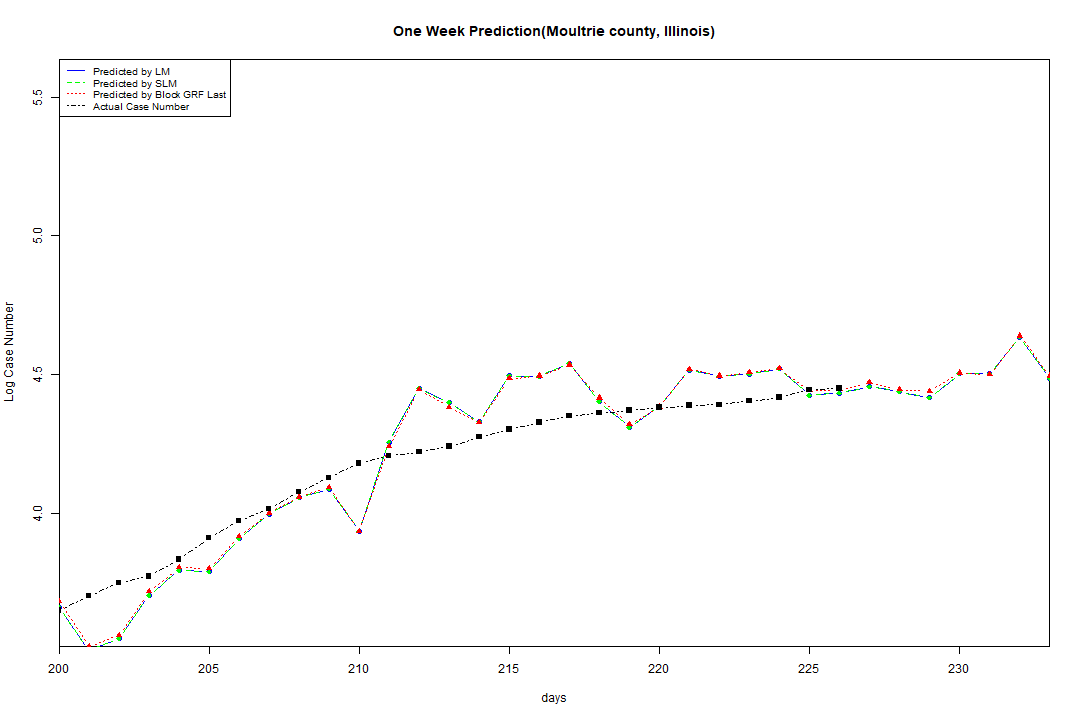 One Week Prediction(Moultrie county, Illinois)
Predicted by LM
Predicted by SLM
Predicted by Block GRF Last
Actual Case Number
5.5
5.0
4.5
4.0
Log Case Number
200 205 210 215 220 225 230
days